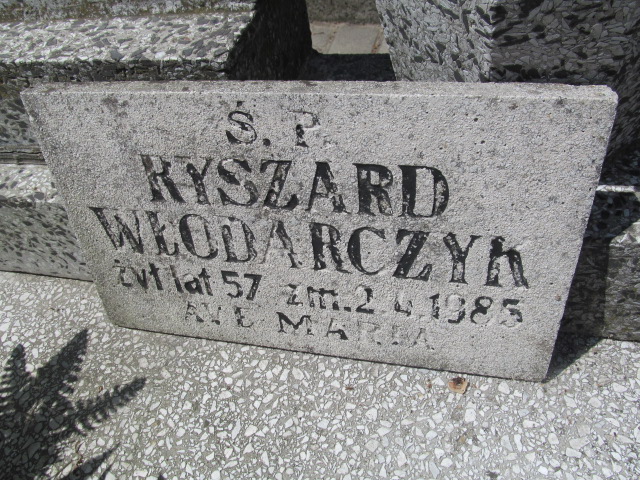 Ś. P.
RYSZARD
WŁODARCZYK
żył lat 57 zm. 2.4.1985
AVE MARIA